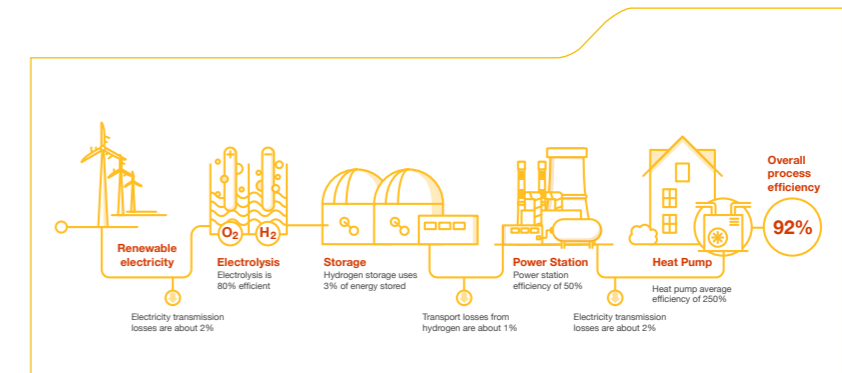 Overall
process
efficiency
92%
+
−
O2
H2
Renewable
electricity
Electrolysis
Electrolysis is
80% efficient
Storage
Hydrogen storage uses
3% of energy stored
Power Station
Power station
efficiency of 50%
Heat Pump
Heat pump average
efficiency of 250%
Electricity transmission
losses are about 2%
Transport losses from
hydrogen are about 1%
Electricity transmission
losses are about 2%